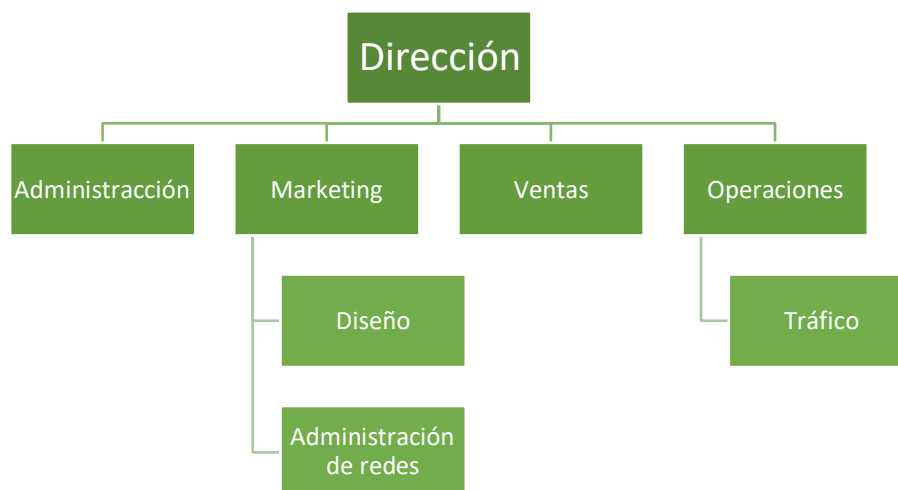 Dirección
Administracción
Marketing
Ventas
Operaciones
Diseño
Tráfico
Administración
de redes